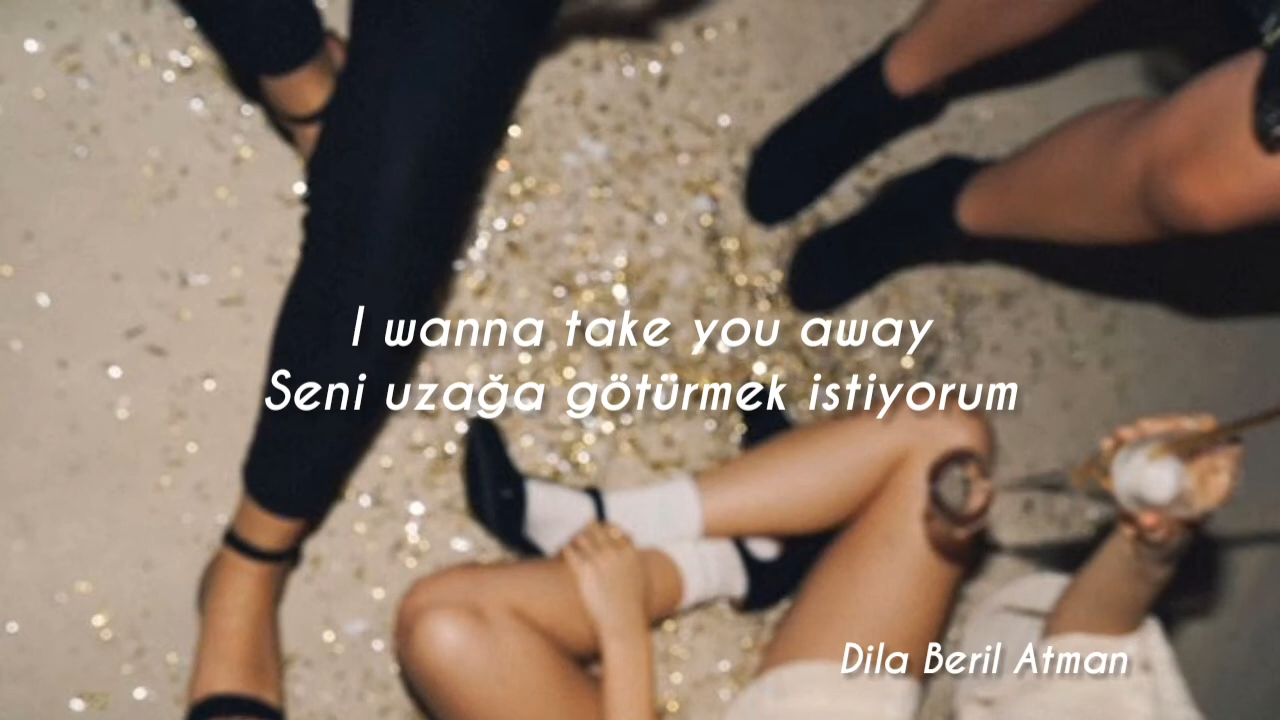 I wanna take you away
Seni uzağa götürmek istiyorum
Dila Beril Atman